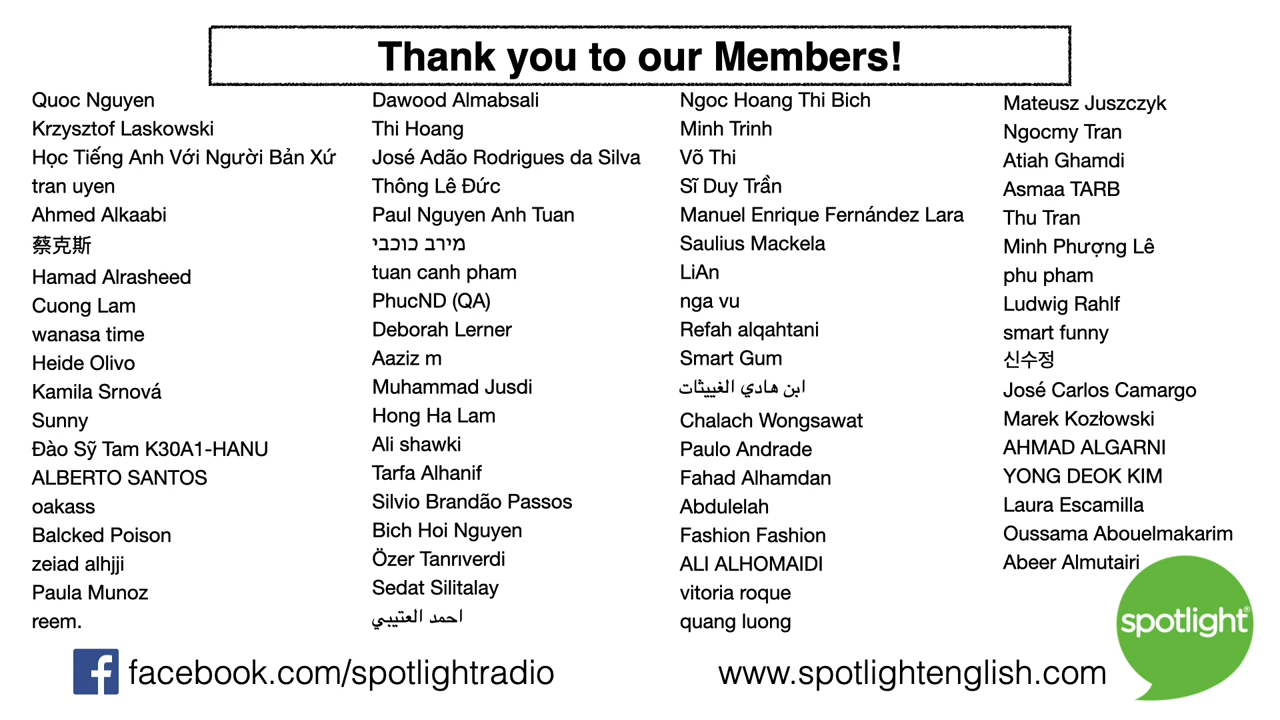 Thank you to our Members!
Quoc Nguyen
Krzysztof Laskowski
Học Tiếng Anh Với Người Bản Xứ
tran uyen
Ahmed Alkaabi
蔡克斯
Hamad Alrasheed
Cuong Lam
wanasa time
Heide Olivo
Kamila Srnová
Sunny
Đào Sỹ Tam K30A1-HANU
ALBERTO SANTOS
oakass
Balcked Poison
zeiad alhjji
Paula Munoz
reem.
Dawood Almabsali
Thi Hoang
José Adão Rodrigues da Silva
Thông Lê Đức
Paul Nguyen Anh Tuan
מירב כוכבי
tuan canh pham
PhucND (QA)
Deborah Lerner
Aaziz m
Muhammad Jusdi
Hong Ha Lam
Ali shawki
Tarfa Alhanif
Silvio Brandão Passos
Bich Hoi Nguyen
Özer Tanrıverdi
Sedat Silitalay
احمد العتيبي
Ngoc Hoang Thi Bich
Minh Trinh
Võ Thi
Sĩ Duy Trần
Manuel Enrique Fernández Lara
Saulius Mackela
LiAn
nga vu
Refah alqahtani
Smart Gum
ابن هادي الغييثات
Chalach Wongsawat
Paulo Andrade
Fahad Alhamdan
Abdulelah
Fashion Fashion
ALI ALHOMAIDI
vitoria roque
quang luong
Mateusz Juszczyk
Ngocmy Tran
Atiah Ghamdi
Asmaa TARB
Thu Tran
Minh Phượng Lê
phu pham
Ludwig Rahlf
smart funny
신수정
José Carlos Camargo
Marek Kozłowski
AHMAD ALGARNI
YONG DEOK KIM
Laura Escamilla
Oussama Abouelmakarim
Abeer Almutairi
spotlight®
facebook.com/spotlightradio
www.spotlightenglish.com